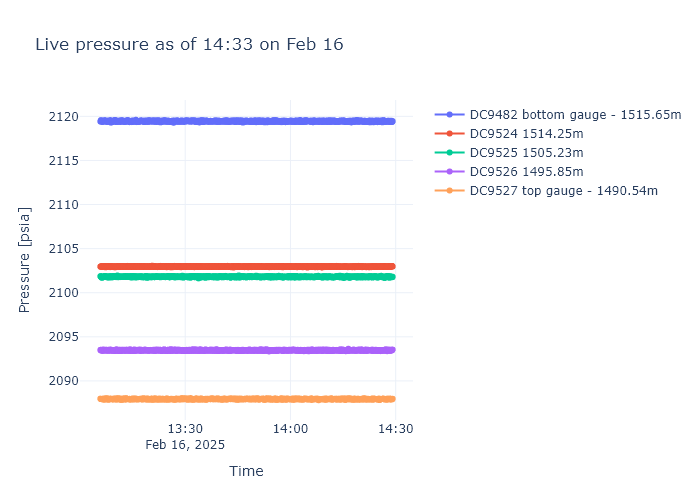 Live pressure as of 14:33 on Feb 16
DC9482 bottom gauge - 1515.65m
DC9524 1514.25m
DC9525 1505.23m
DC9526 1495.85m
DC9527 top gauge - 1490.54m
Pressure [psia]
2120
2115
2110
2105
2100
2095
2090
13:30
14:00
14:30
Feb 16, 2025
Time